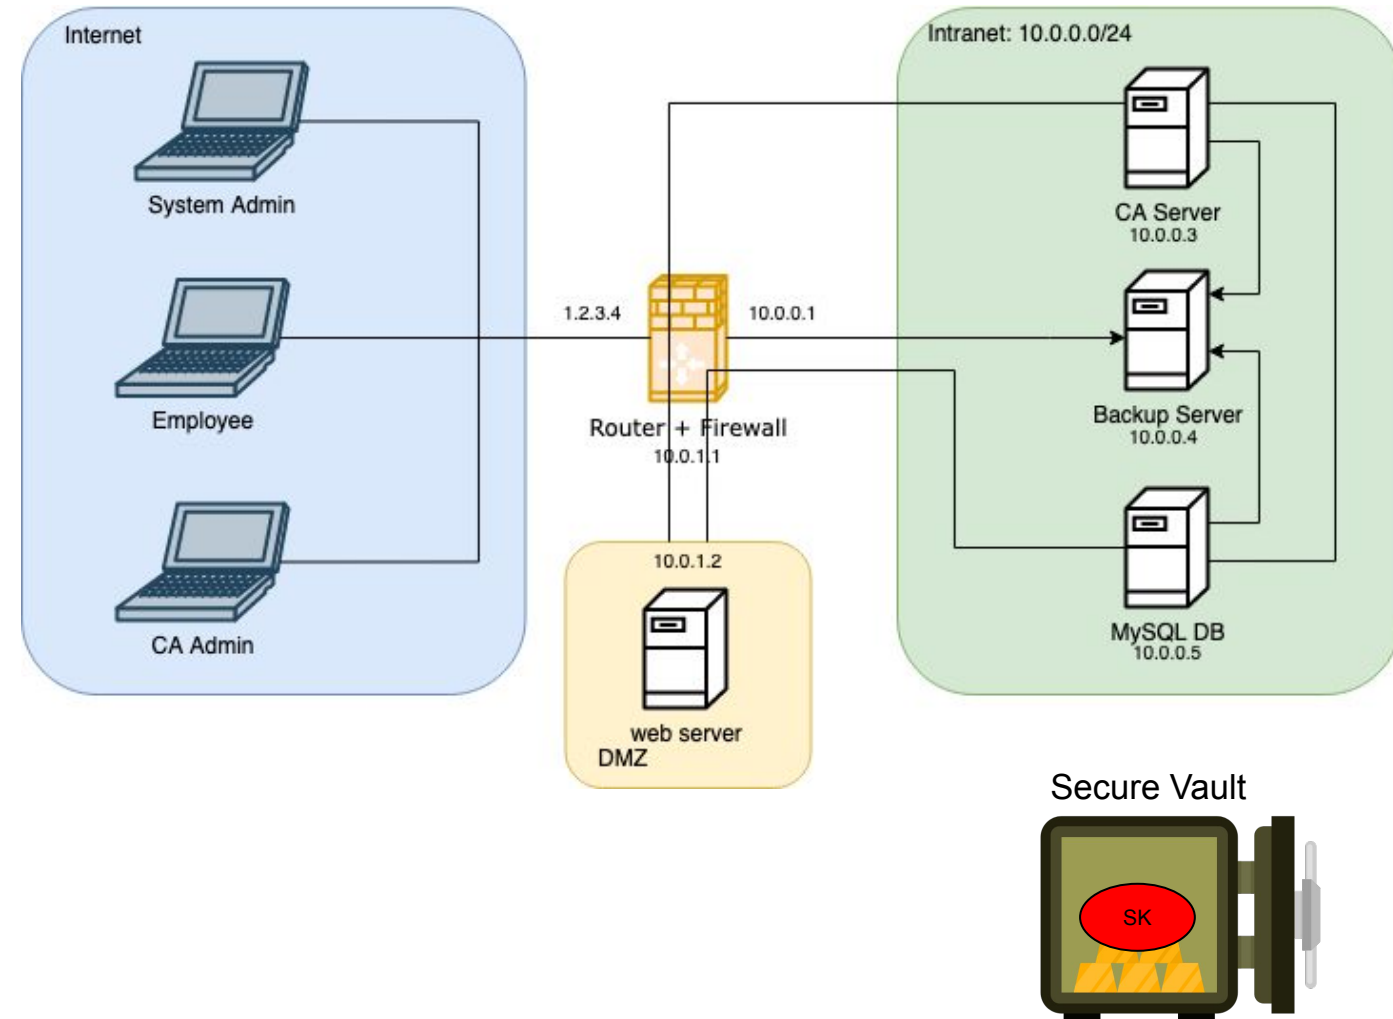 Internet
System Admin
Employee
CA Admin
1.2.3.4
10.0.0.1
Router + Firewall
10.0.1.1
10.0.1.2
web server
DMZ
Intranet: 10.0.0.0/24
CA Server
10.0.0.3
Backup Server
10.0.0.4
MySQL DB
10.0.0.5
Secure Vault
SK